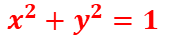 x² + y² = 1